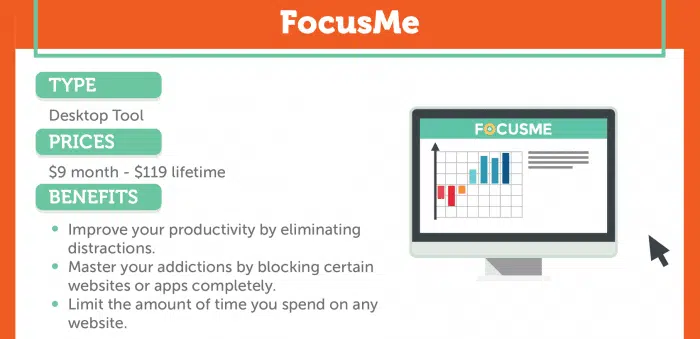 FocusMe
TYPE
Desktop Tool
PRICES
$9 month - $119 lifetime
BENEFITS
• Improve your productivity by eliminating
distractions.
• Master your addictions by blocking certain
websites or apps completely.
• Limit the amount of time you spend on any
website.
FOCUSME